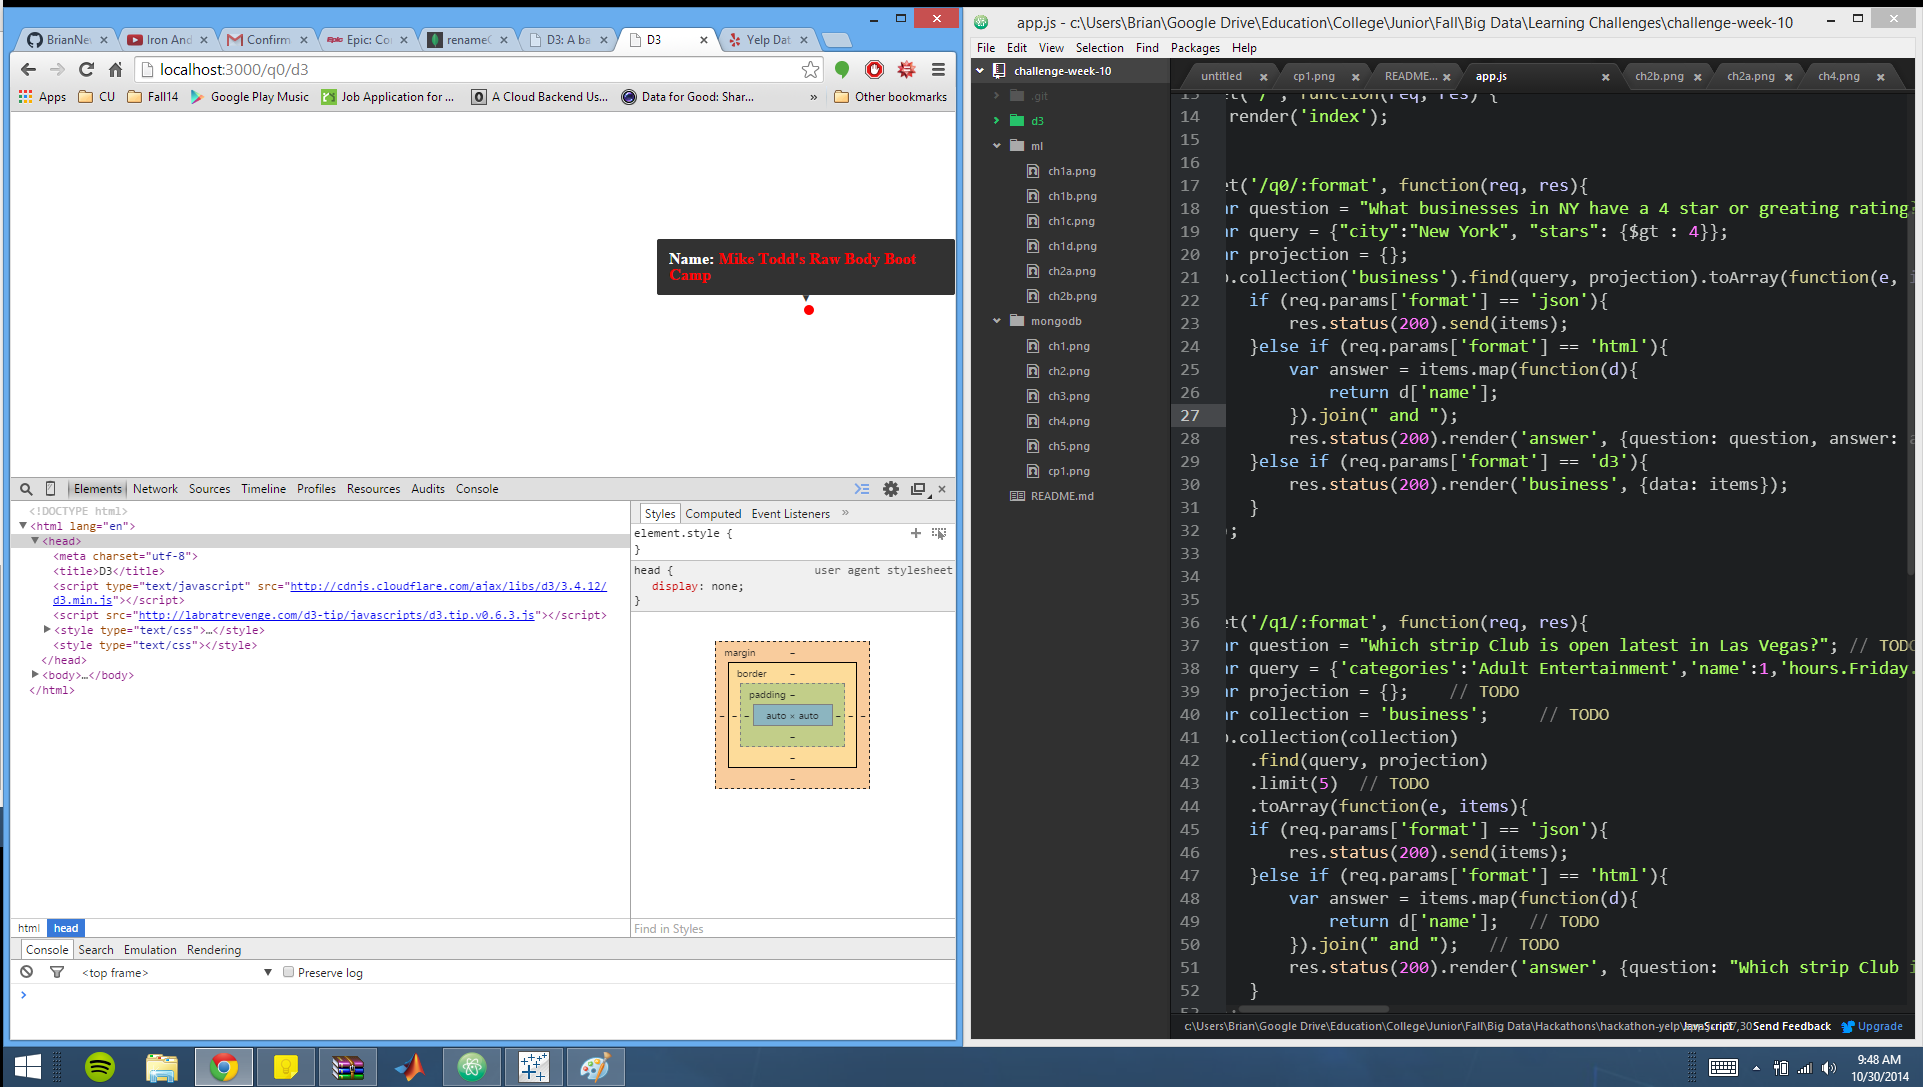 BrianNe
Iron And
Confirm
Epic: Co
renameC
D3: A ba
D3
Yelp Dat
localhost:3000/q0/d3
Apps
CU
Fall14
Google Play Music
Job Application for ...
A Cloud Backend Us...
Data for Good: Shar...
»
Other bookmarks
Name: Mike Todd's Raw Body Boot
Camp
Elements Network Sources Timeline Profiles Resources Audits Console
<!DOCTYPE html>
<html lang="en">
<head>
<meta charset="utf-8">
<title>D3</title>
<script type="text/javascript" src="http://cdnjs.cloudflare.com/ajax/libs/d3/3.4.12/
d3.min.js"></script>
<script src="http://labratrevenge.com/d3-tip/javascripts/d3.tip.v0.6.3.js"></script>
<style type="text/css">…</style>
<style type="text/css"></style>
</head>
<body>…</body>
</html>
html head
Styles Computed Event Listeners »
element.style {
}
head { user agent stylesheet
display: none;
}
margin –
border –
padding –
– – – auto × auto – – –
–
–
–
Find in Styles
Console Search Emulation Rendering
<top frame> Preserve log
app.js - c:\Users\Brian\Google Drive\Education\College\Junior\Fall\Big Data\Learning Challenges\challenge-week-10
File Edit View Selection Find Packages Help
challenge-week-10
.git
d3
ml
ch1a.png
ch1b.png
ch1c.png
ch1d.png
ch2a.png
ch2b.png
mongodb
ch1.png
ch2.png
ch3.png
ch4.png
ch5.png
cp1.png
README.md
untitled
cp1.png
README...
app.js
ch2b.png
ch2a.png
ch4.png
13 et('/', function(req, res) {
14 render('index');
15
16
17 et('/q0/:format', function(req, res){
18 ar question = "What businesses in NY have a 4 star or greating rating?
19 ar query = {"city":"New York", "stars": {$gt : 4}};
20 ar projection = {};
21 .collection('business').find(query, projection).toArray(function(e, i
22 if (req.params['format'] == 'json'){
23 res.status(200).send(items);
24 }else if (req.params['format'] == 'html'){
25 var answer = items.map(function(d){
26 return d['name'];
27 }).join(" and ");
28 res.status(200).render('answer', {question: question, answer: a
29 }else if (req.params['format'] == 'd3'){
30 res.status(200).render('business', {data: items});
31 }
32 ;
33
34
35
36 et('/q1/:format', function(req, res){
37 ar question = "Which strip Club is open latest in Las Vegas?"; // TODO
38 ar query = {'categories':'Adult Entertainment','name':1,'hours.Friday.
39 ar projection = {}; // TODO
40 ar collection = 'business'; // TODO
41 .collection(collection)
42 .find(query, projection)
43 .limit(5) // TODO
44 .toArray(function(e, items){
45 if (req.params['format'] == 'json'){
46 res.status(200).send(items);
47 }else if (req.params['format'] == 'html'){
48 var answer = items.map(function(d){
49 return d['name']; // TODO
50 }).join(" and "); // TODO
51 res.status(200).render('answer', {question: "Which strip Club i
52 }
c:\Users\Brian\Google Drive\Education\College\Junior\Fall\Big Data\Hackathons\hackathon-yelp\app.js 27,30 JavaScript Send Feedback Upgrade
9:48 AM
10/30/2014